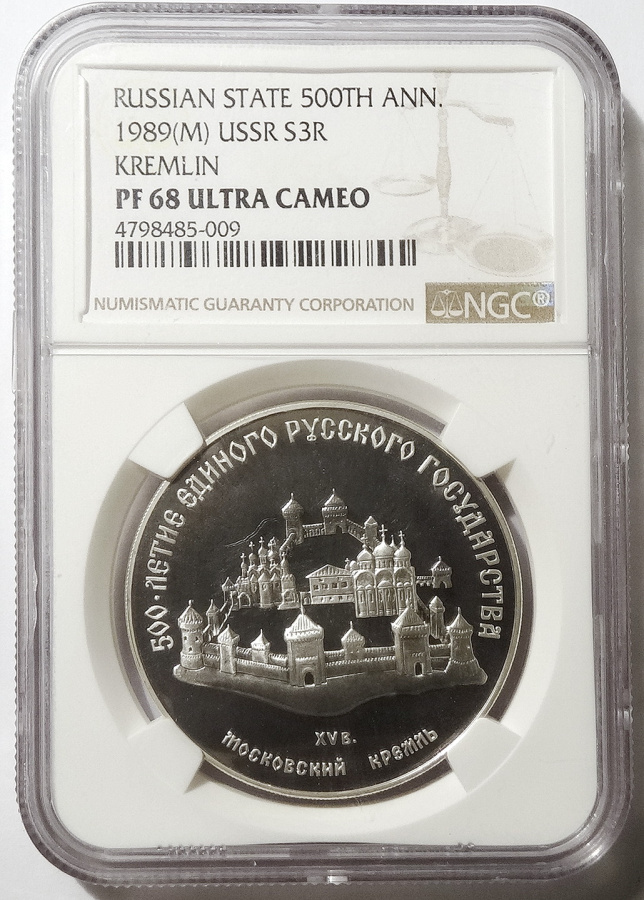 RUSSIAN STATE 500TH ANN.
1989(M) USSR S3R
KREMLIN
PF 68 ULTRA CAMEO
4798485-009
NUMISMATIC GUARANTY CORPORATION
NGC®
500-ЛЕТИЕ ЕДИНОГО РУССКОГО ГОСУДАРСТВА
XVВ.
МОСКОВСКИЙ КРЕМЛЬ